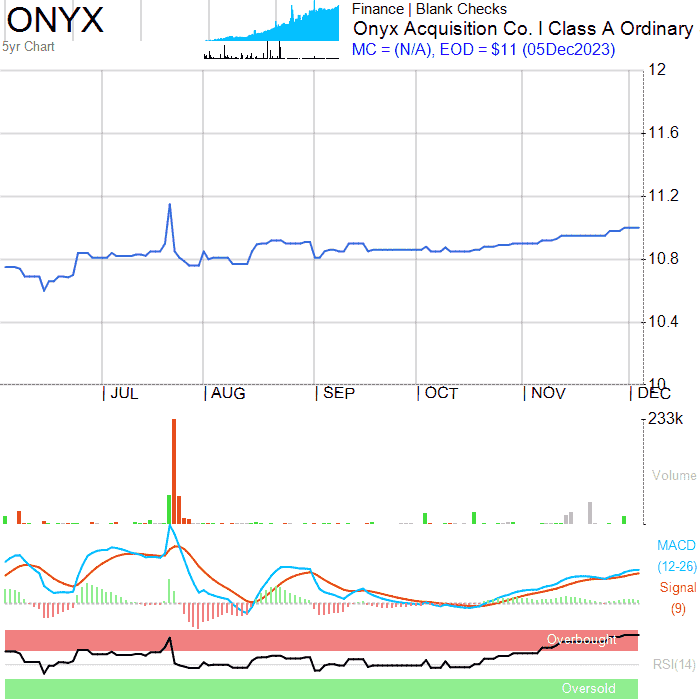 ONYX
5yr Chart
Finance | Blank Checks
Onyx Acquisition Co. I Class A Ordinary
MC = (N/A), EOD = $11 (05Dec2023)
12
11.6
11.2
10.8
10.4
10
JUL AUG SEP OCT NOV DEC
233k
Volume
MACD
(12-26)
Signal
(9)
Overbought
RSI(14)
Oversold